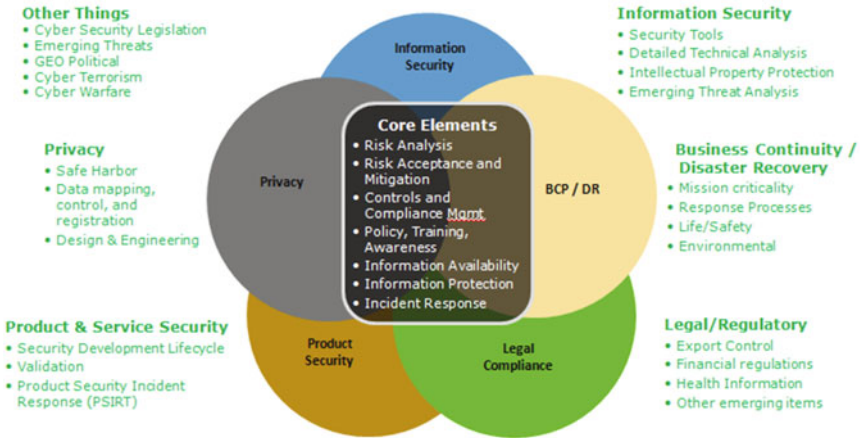 Other Things
• Cyber Security Legislation
• Emerging Threats
• GEO Political
• Cyber Terrorism
• Cyber Warfare
Information Security
• Security Tools
• Detailed Technical Analysis
• Intellectual Property Protection
• Emerging Threat Analysis
Information
Security
Privacy
• Safe Harbor
• Data mapping,
control, and
registration
• Design & Engineering
Privacy
Core Elements
• Risk Analysis
• Risk Acceptance and
Mitigation
• Controls and
Compliance Mgmt
• Policy, Training,
Awareness
• Information Availability
• Information Protection
• Incident Response
BCP / DR
Business Continuity /
Disaster Recovery
• Mission criticality
• Response Processes
• Life/Safety
• Environmental
Product & Service Security
• Security Development Lifecycle
• Validation
• Product Security Incident
Response (PSIRT)
Product
Security
Legal
Compliance
Legal/Regulatory
• Export Control
• Financial regulations
• Health Information
• Other emerging items